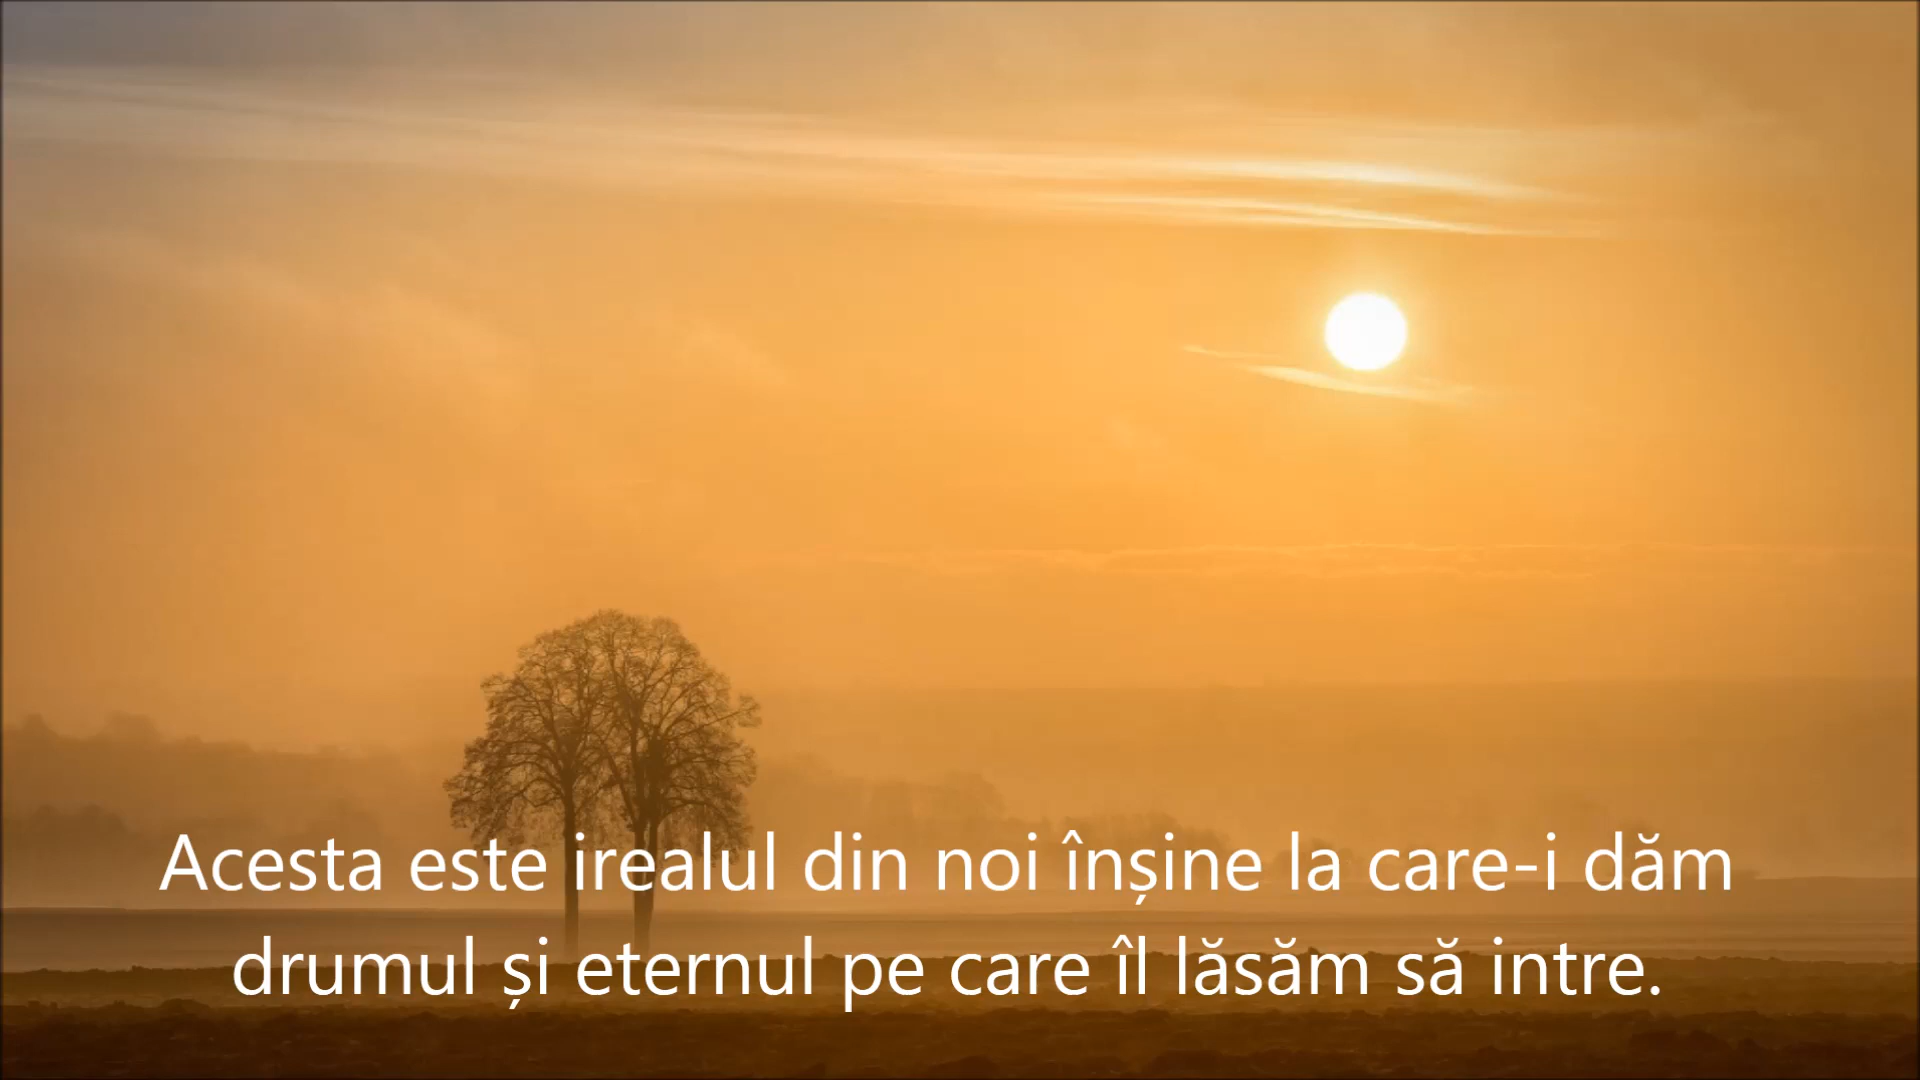 Acesta este irealul din noi înșine la care-i dăm
drumul și eternul pe care îl lăsăm să intre.